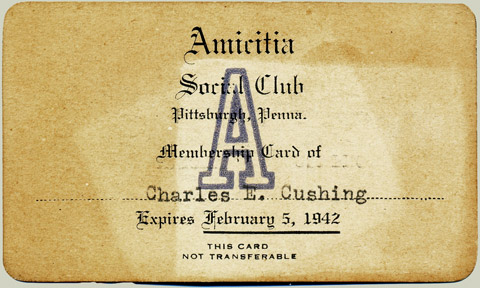 Amicitia
Social Club
Pittsburgh, Penna.
A
Membership Card of
Charles E. Cushing
Expires February 5, 1942
THIS CARD
NOT TRANSFERABLE